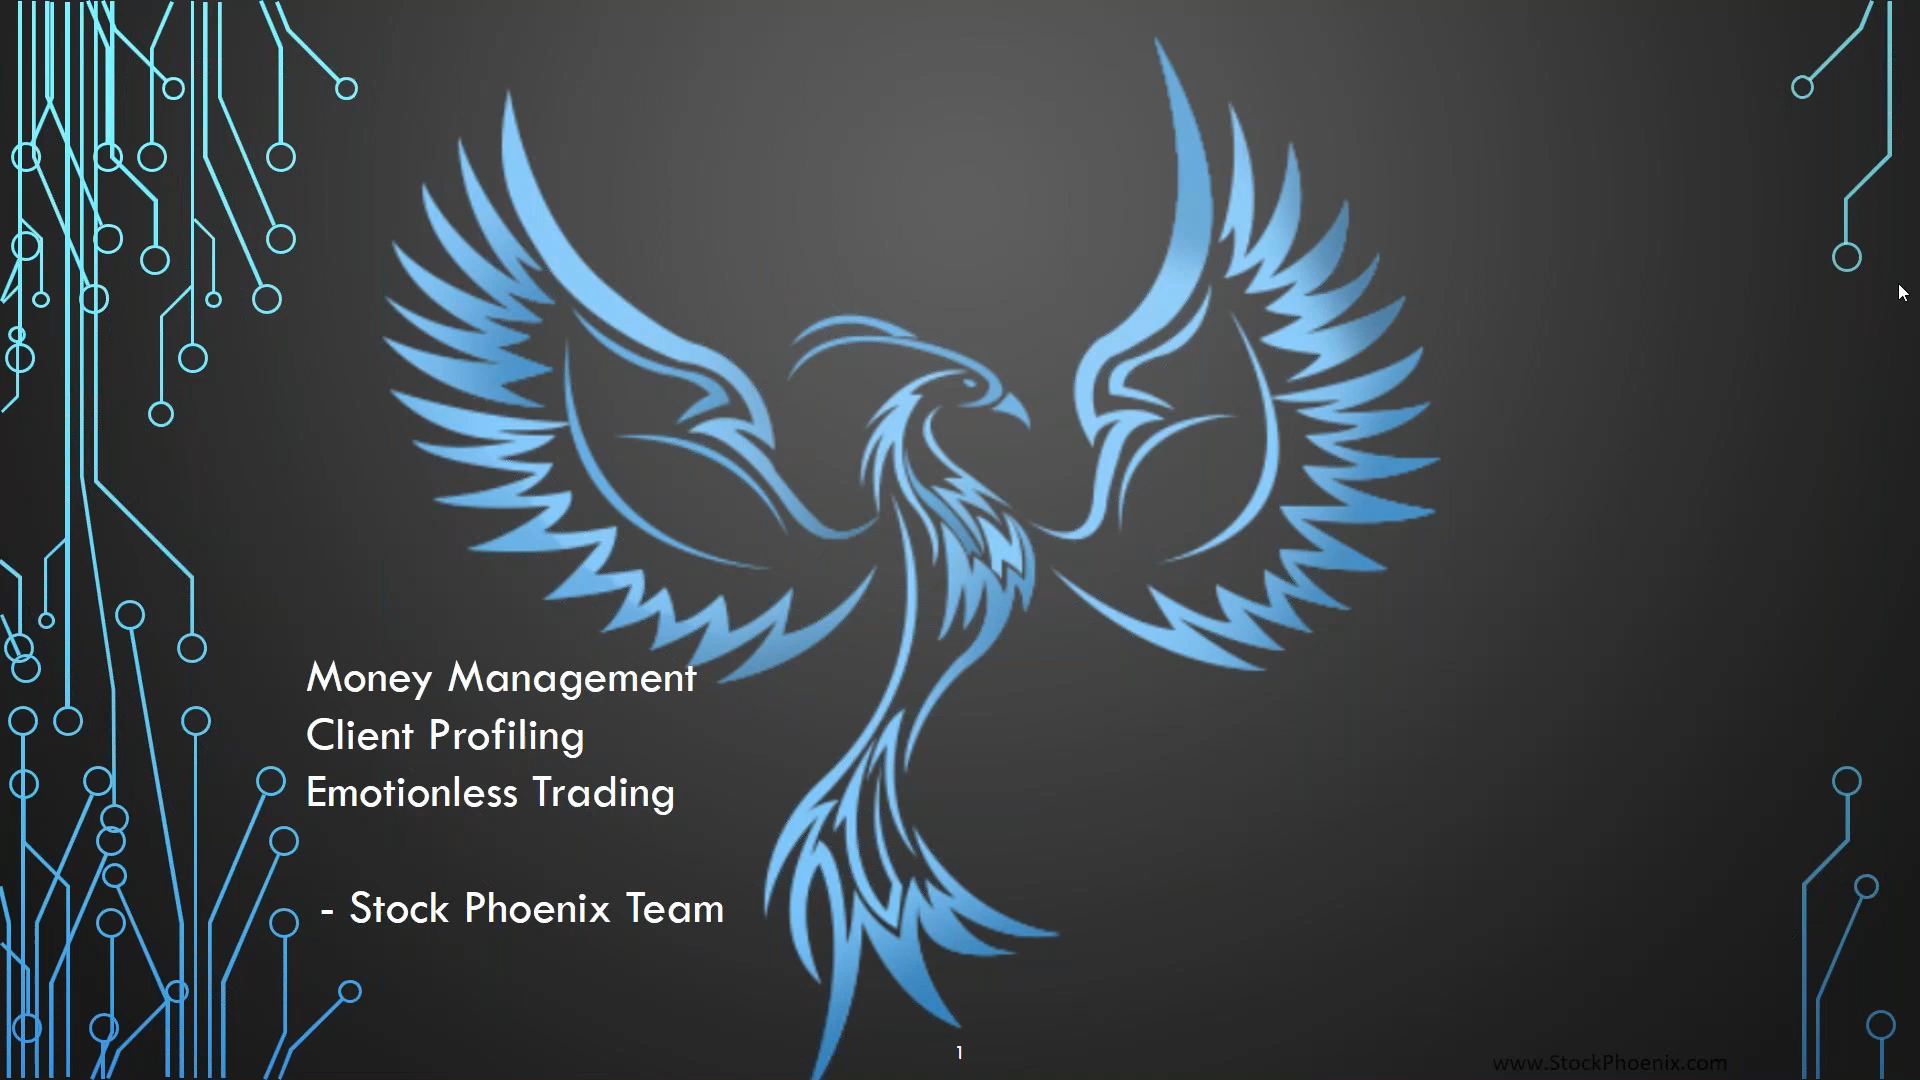 Money Management
Client Profiling
Emotionless Trading
- Stock Phoenix Team
1
www.StockPhoenix.com